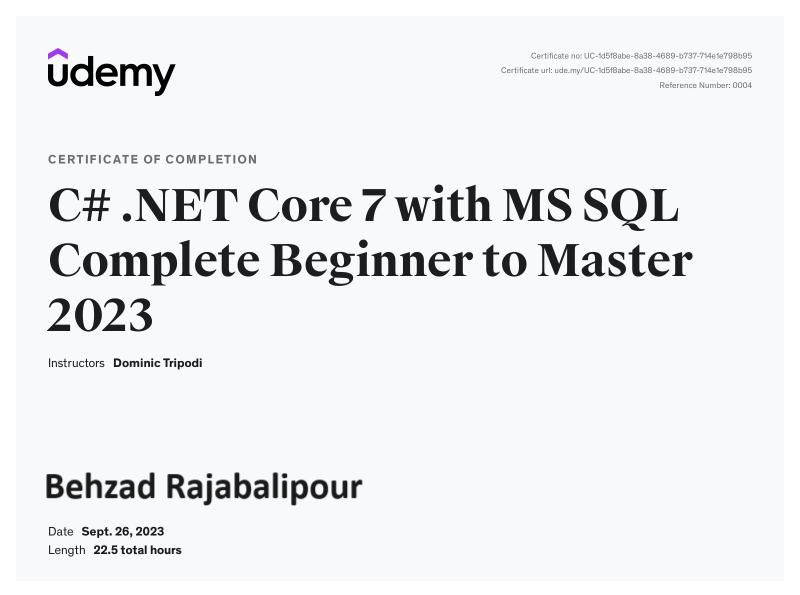 udemy
Certificate no: UC-1d5f8abe-8a38-4689-b737-714e1e798b95
Certificate url: ude.my/UC-1d5f8abe-8a38-4689-b737-714e1e798b95
Reference Number: 0004
CERTIFICATE OF COMPLETION
C# .NET Core 7 with MS SQL
Complete Beginner to Master
2023
Instructors Dominic Tripodi
Behzad Rajabalipour
Date Sept. 26, 2023
Length 22.5 total hours